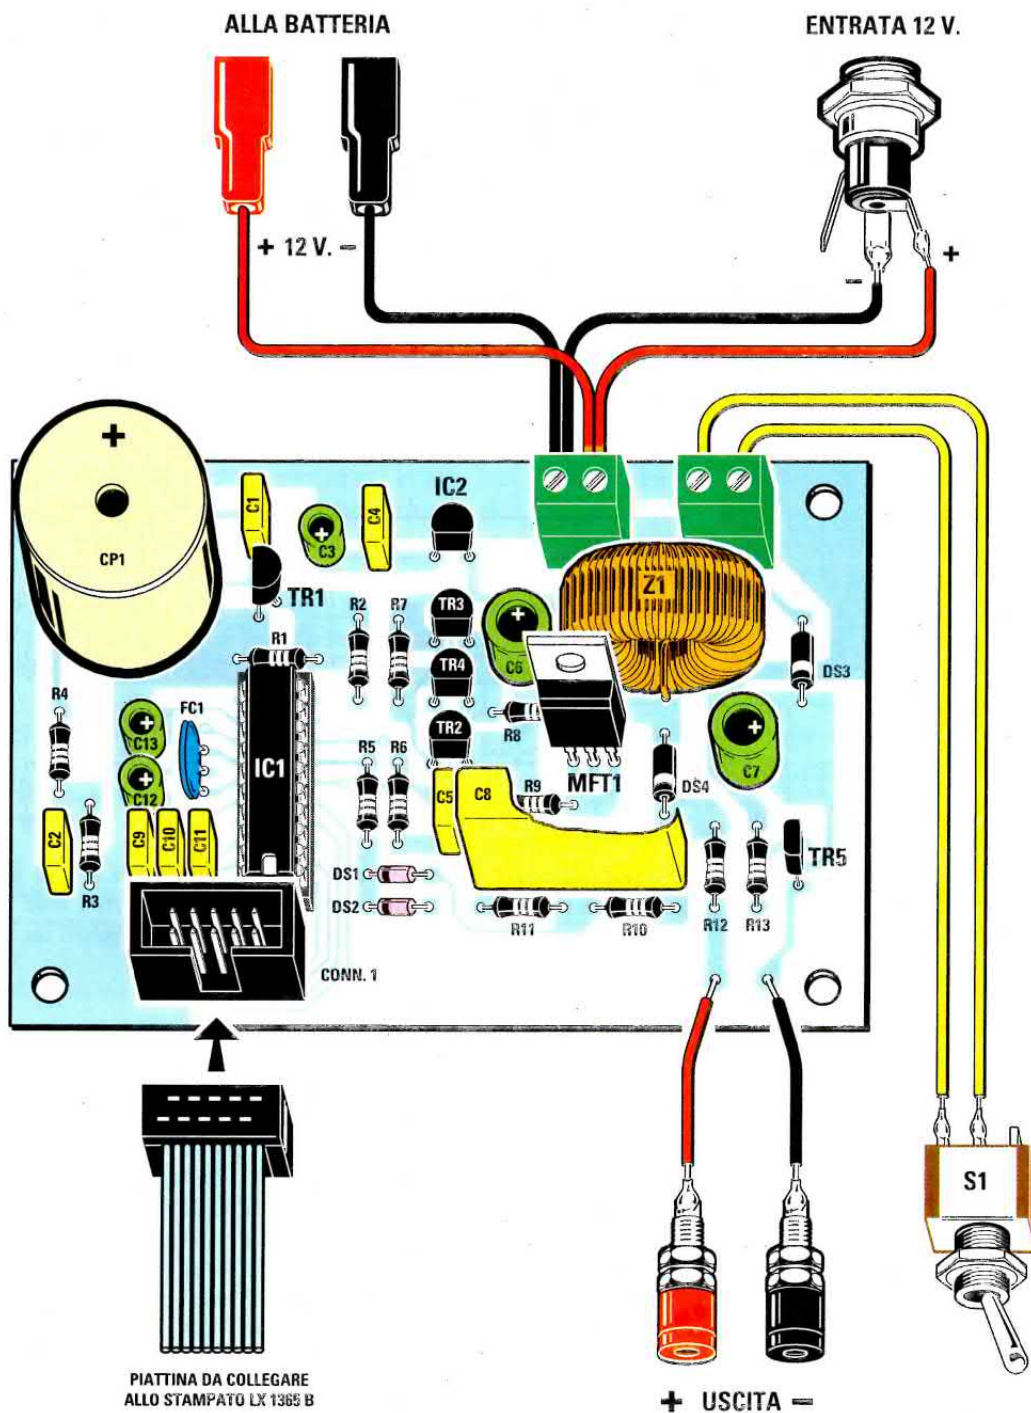 ALLA BATTERIA
ENTRATA 12 V.
+ 12 V. -
-
+
+
CP1
C1
+
C3
C4
IC2
TR1
R2
R7
TR3
+
C6
Z1
R1
TR4
DS3
R4
+
C13
FC1
TR2
R8
+
C7
IC1
R5
R6
MFT1
DS4
+
C12
C5
C8
R9
C2
R3
C9
C10
C11
DS1
DS2
R11
R10
R12
R13
TR5
CONN. 1
S1
PIATTINA DA COLLEGARE
ALLO STAMPATO LX 1365 B
+ USCITA -